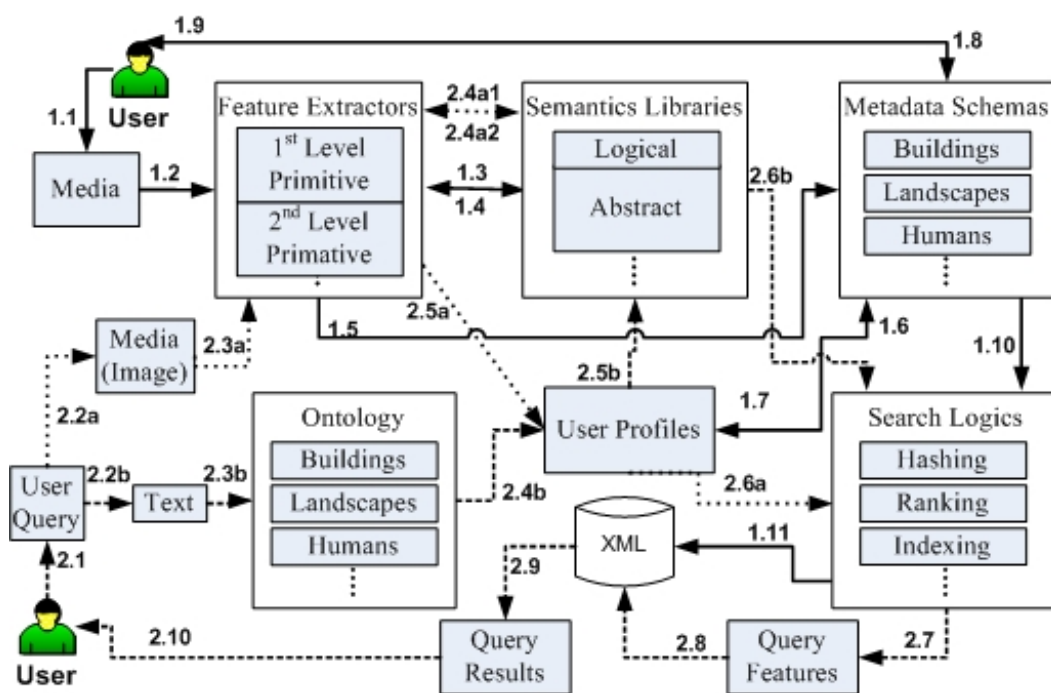 1.9
1.8
User
1.1
Media
1.2
Feature Extractors
1st Level
Primitive
2nd Level
Primative
2.4a1
2.4a2
1.3
1.4
Semantics Libraries
Logical
Abstract
2.6b
Metadada Schemas
Buildings
Landscapes
Humans
1.5
2.5a
1.6
1.10
Media
(Image)
2.3a
2.2a
2.5b
1.7
Ontology
Buildings
Landscapes
Humans
User Profiles
Search Logics
Hashing
Ranking
Indexing
User
Query
2.2b
Text
2.3b
2.4b
2.6a
2.1
XML
1.11
2.9
User
2.10
Query
Results
2.8
Query
Features
2.7